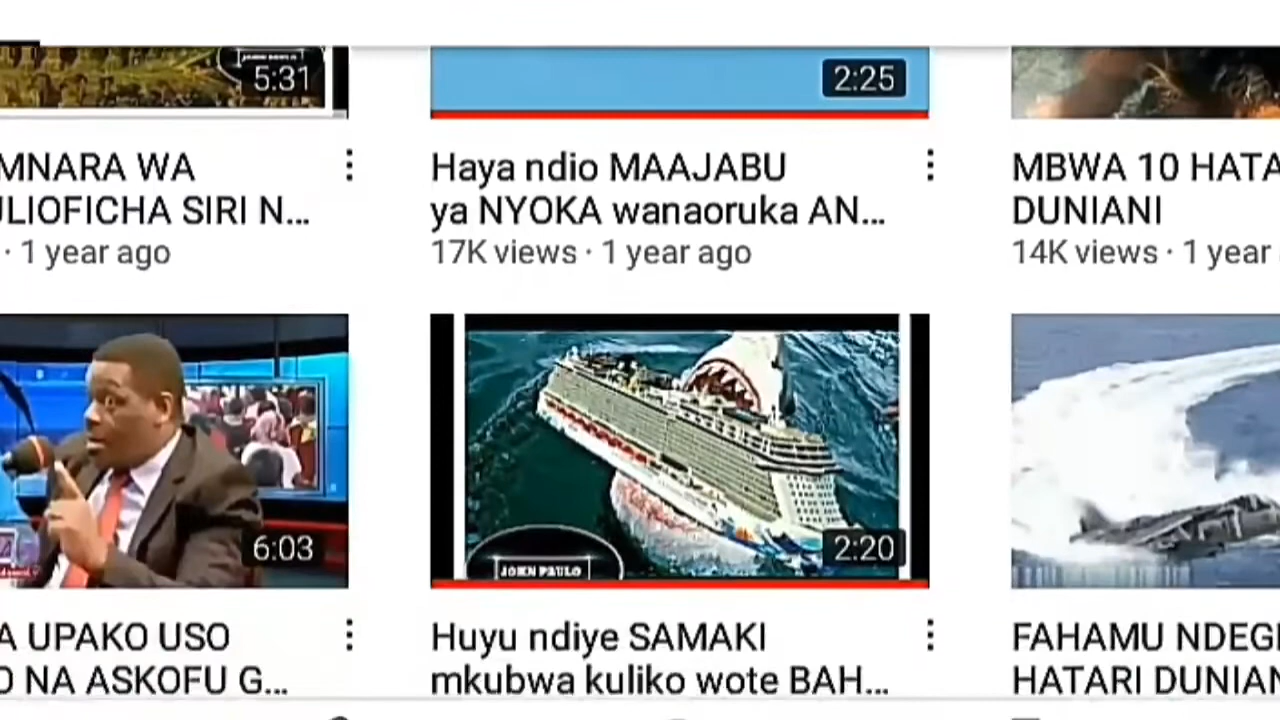 5:31
2:25
MNARA WA
ULIOFICHA SIRI N...
· 1 year ago
Haya ndio MAAJABU
ya NYOKA wanaoruka AN...
17K views · 1 year ago
MBWA 10 HATA
DUNIANI
14K views · 1 year
6:03
JOHN PAULO
2:20
A UPAKO USO
O NA ASKOFU G...
Huyu ndiye SAMAKI
mkubwa kuliko wote BAH...
FAHAMU NDEGE
HATARI DUNIAN